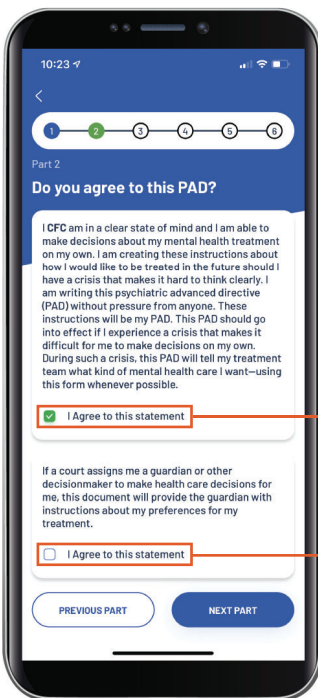 10:23
1 2 3 4 5 6
Part 2
Do you agree to this PAD?
I CFC am in a clear state of mind and I am able to
make decisions about my mental health treatment
on my own. I am creating these instructions about
how I would like to be treated in the future should I
have a crisis that makes it hard to think clearly. I
am writing this psychiatric advanced directive
(PAD) without pressure from anyone. These
instructions will be my PAD. This PAD should go
into effect if I experience a crisis that makes it
difficult for me to make decisions on my own.
During such a crisis, this PAD will tell my treatment
team what kind of mental health care I want—using
this form whenever possible.
I Agree to this statement
If a court assigns me a guardian or other
decisionmaker to make health care decisions for
me, this document will provide the guardian with
instructions about my preferences for my
treatment.
I Agree to this statement
PREVIOUS PART NEXT PART